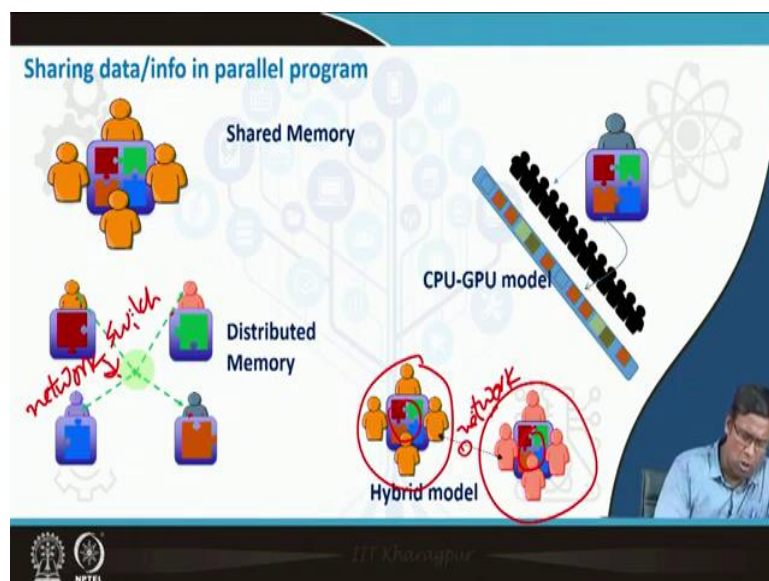 Sharing data/info in parallel program
Shared Memory
CPU-GPU model
network switch
Distributed
Memory
network
Hybrid model
IIT Kharagpur
NPTEL